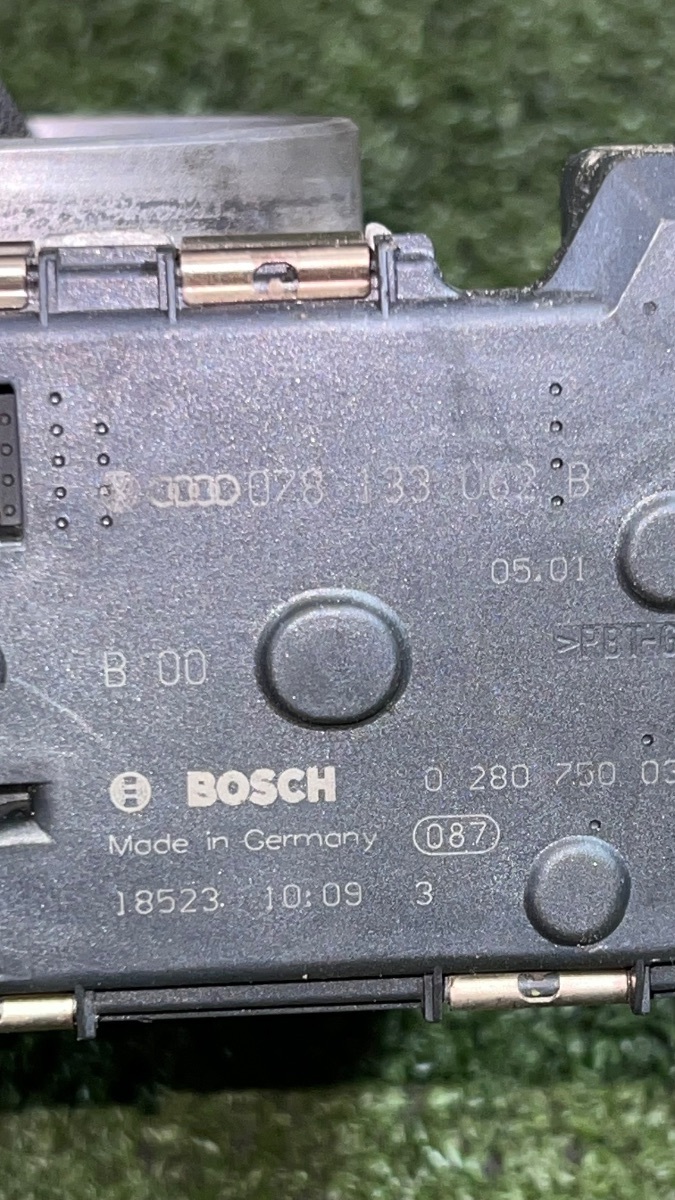 078 133 062 B
05.01
>PBT-G
B 00
BOSCH 0 280 750 03
Made in Germany 087
18523 10:09 3